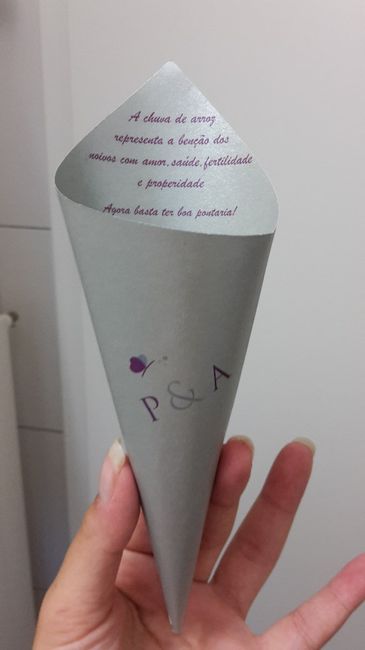 A chuva de arroz
representa a benção dos
noivos com amor, saúde, fertilidade
e properidade
Agora basta ter boa pontaria!
P & A